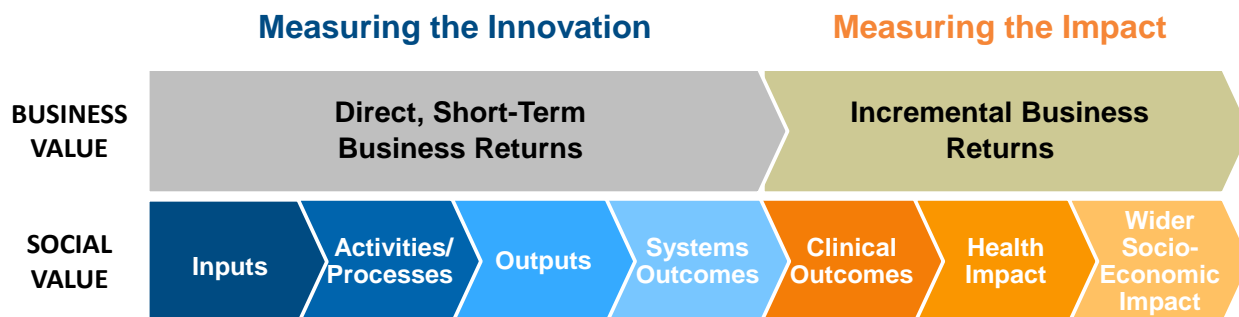 Measuring the Innovation
Measuring the Impact
BUSINESS
VALUE
Direct, Short-Term
Business Returns
Incremental Business
Returns
SOCIAL
VALUE
Inputs
Activities/
Processes
Outputs
Systems
Outcomes
Clinical
Outcomes
Health
Impact
Wider
Socio-
Economic
Impact